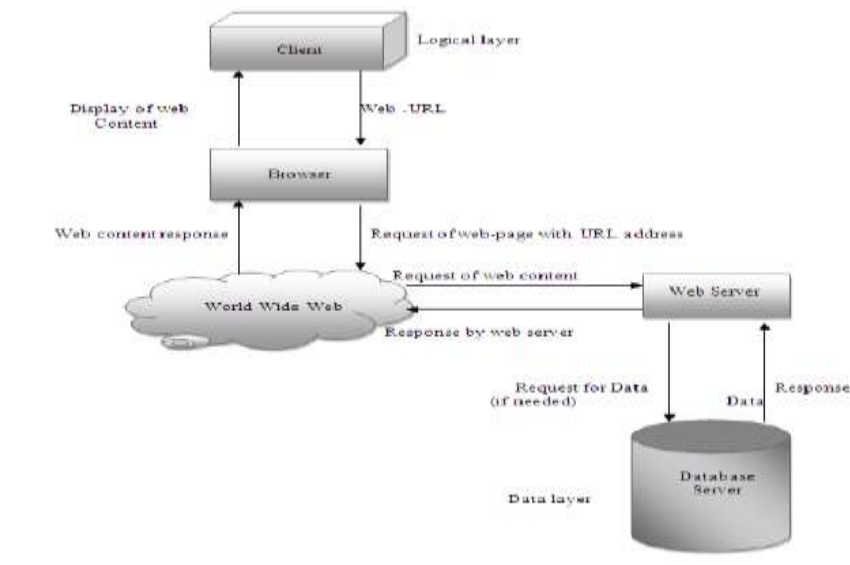 Client
Logical layer
Display of web
Content
Web -URL
Browser
Web content response
Request of web-page with URL address
Request of web content
World Wide Web
Web Server
Response by web server
Request for Data
(if needed)
Response
Data
Database
Server
Data layer